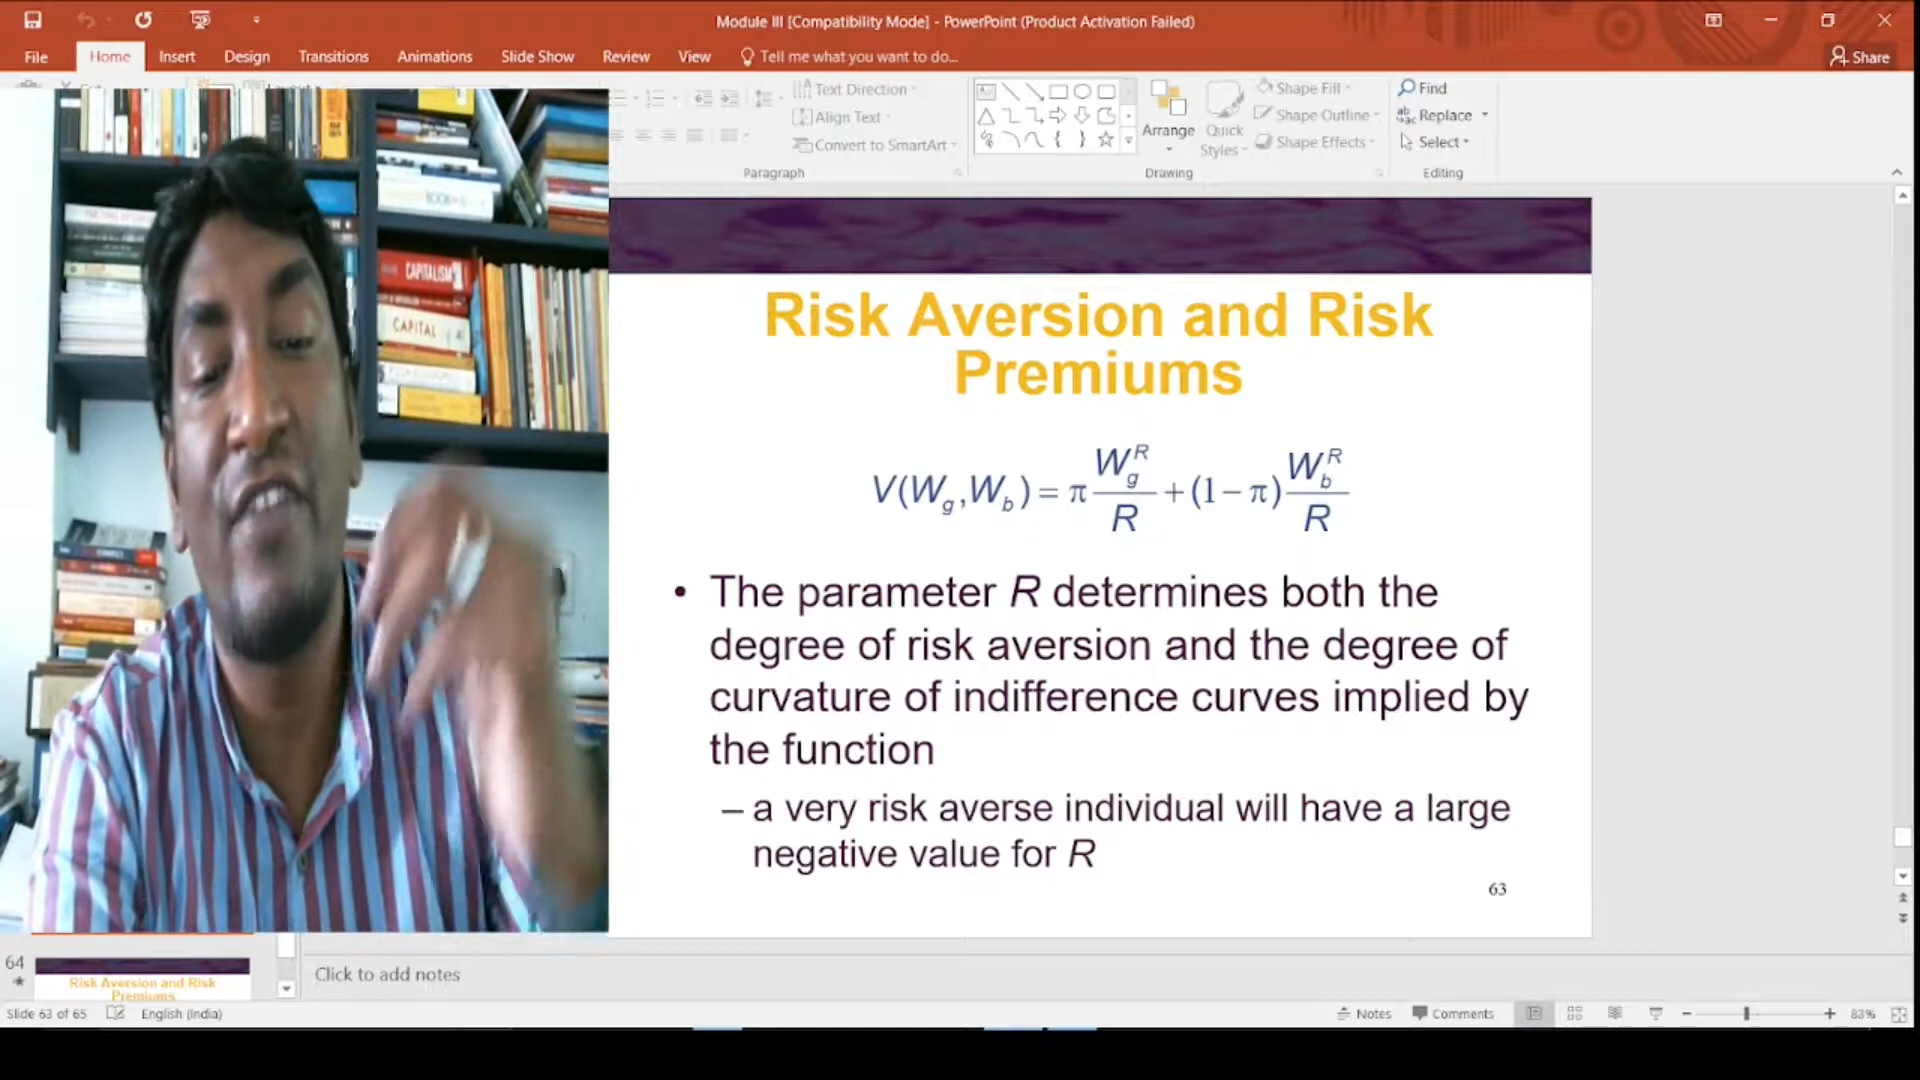 Module III [Compatibility Mode] - PowerPoint (Product Activation Failed)
File Home Insert Design Transitions Animations Slide Show Review View Tell me what you want to do... Share
Text Direction
Align Text
Convert to SmartArt
Paragraph
Arrange
Quick Styles
Shape Fill
Shape Outline
Shape Effects
Drawing
Find
Replace
Select
Editing
CAPITALISM
CAPITAL
Risk Aversion and Risk
Premiums
V(W_g,W_b) = π W_g^R/R + (1 − π) W_b^R/R
• The parameter R determines both the
degree of risk aversion and the degree of
curvature of indifference curves implied by
the function
– a very risk averse individual will have a large
negative value for R
63
64
Risk Aversion and Risk
Premiums
Click to add notes
Slide 63 of 65 English (India) Notes Comments 83%